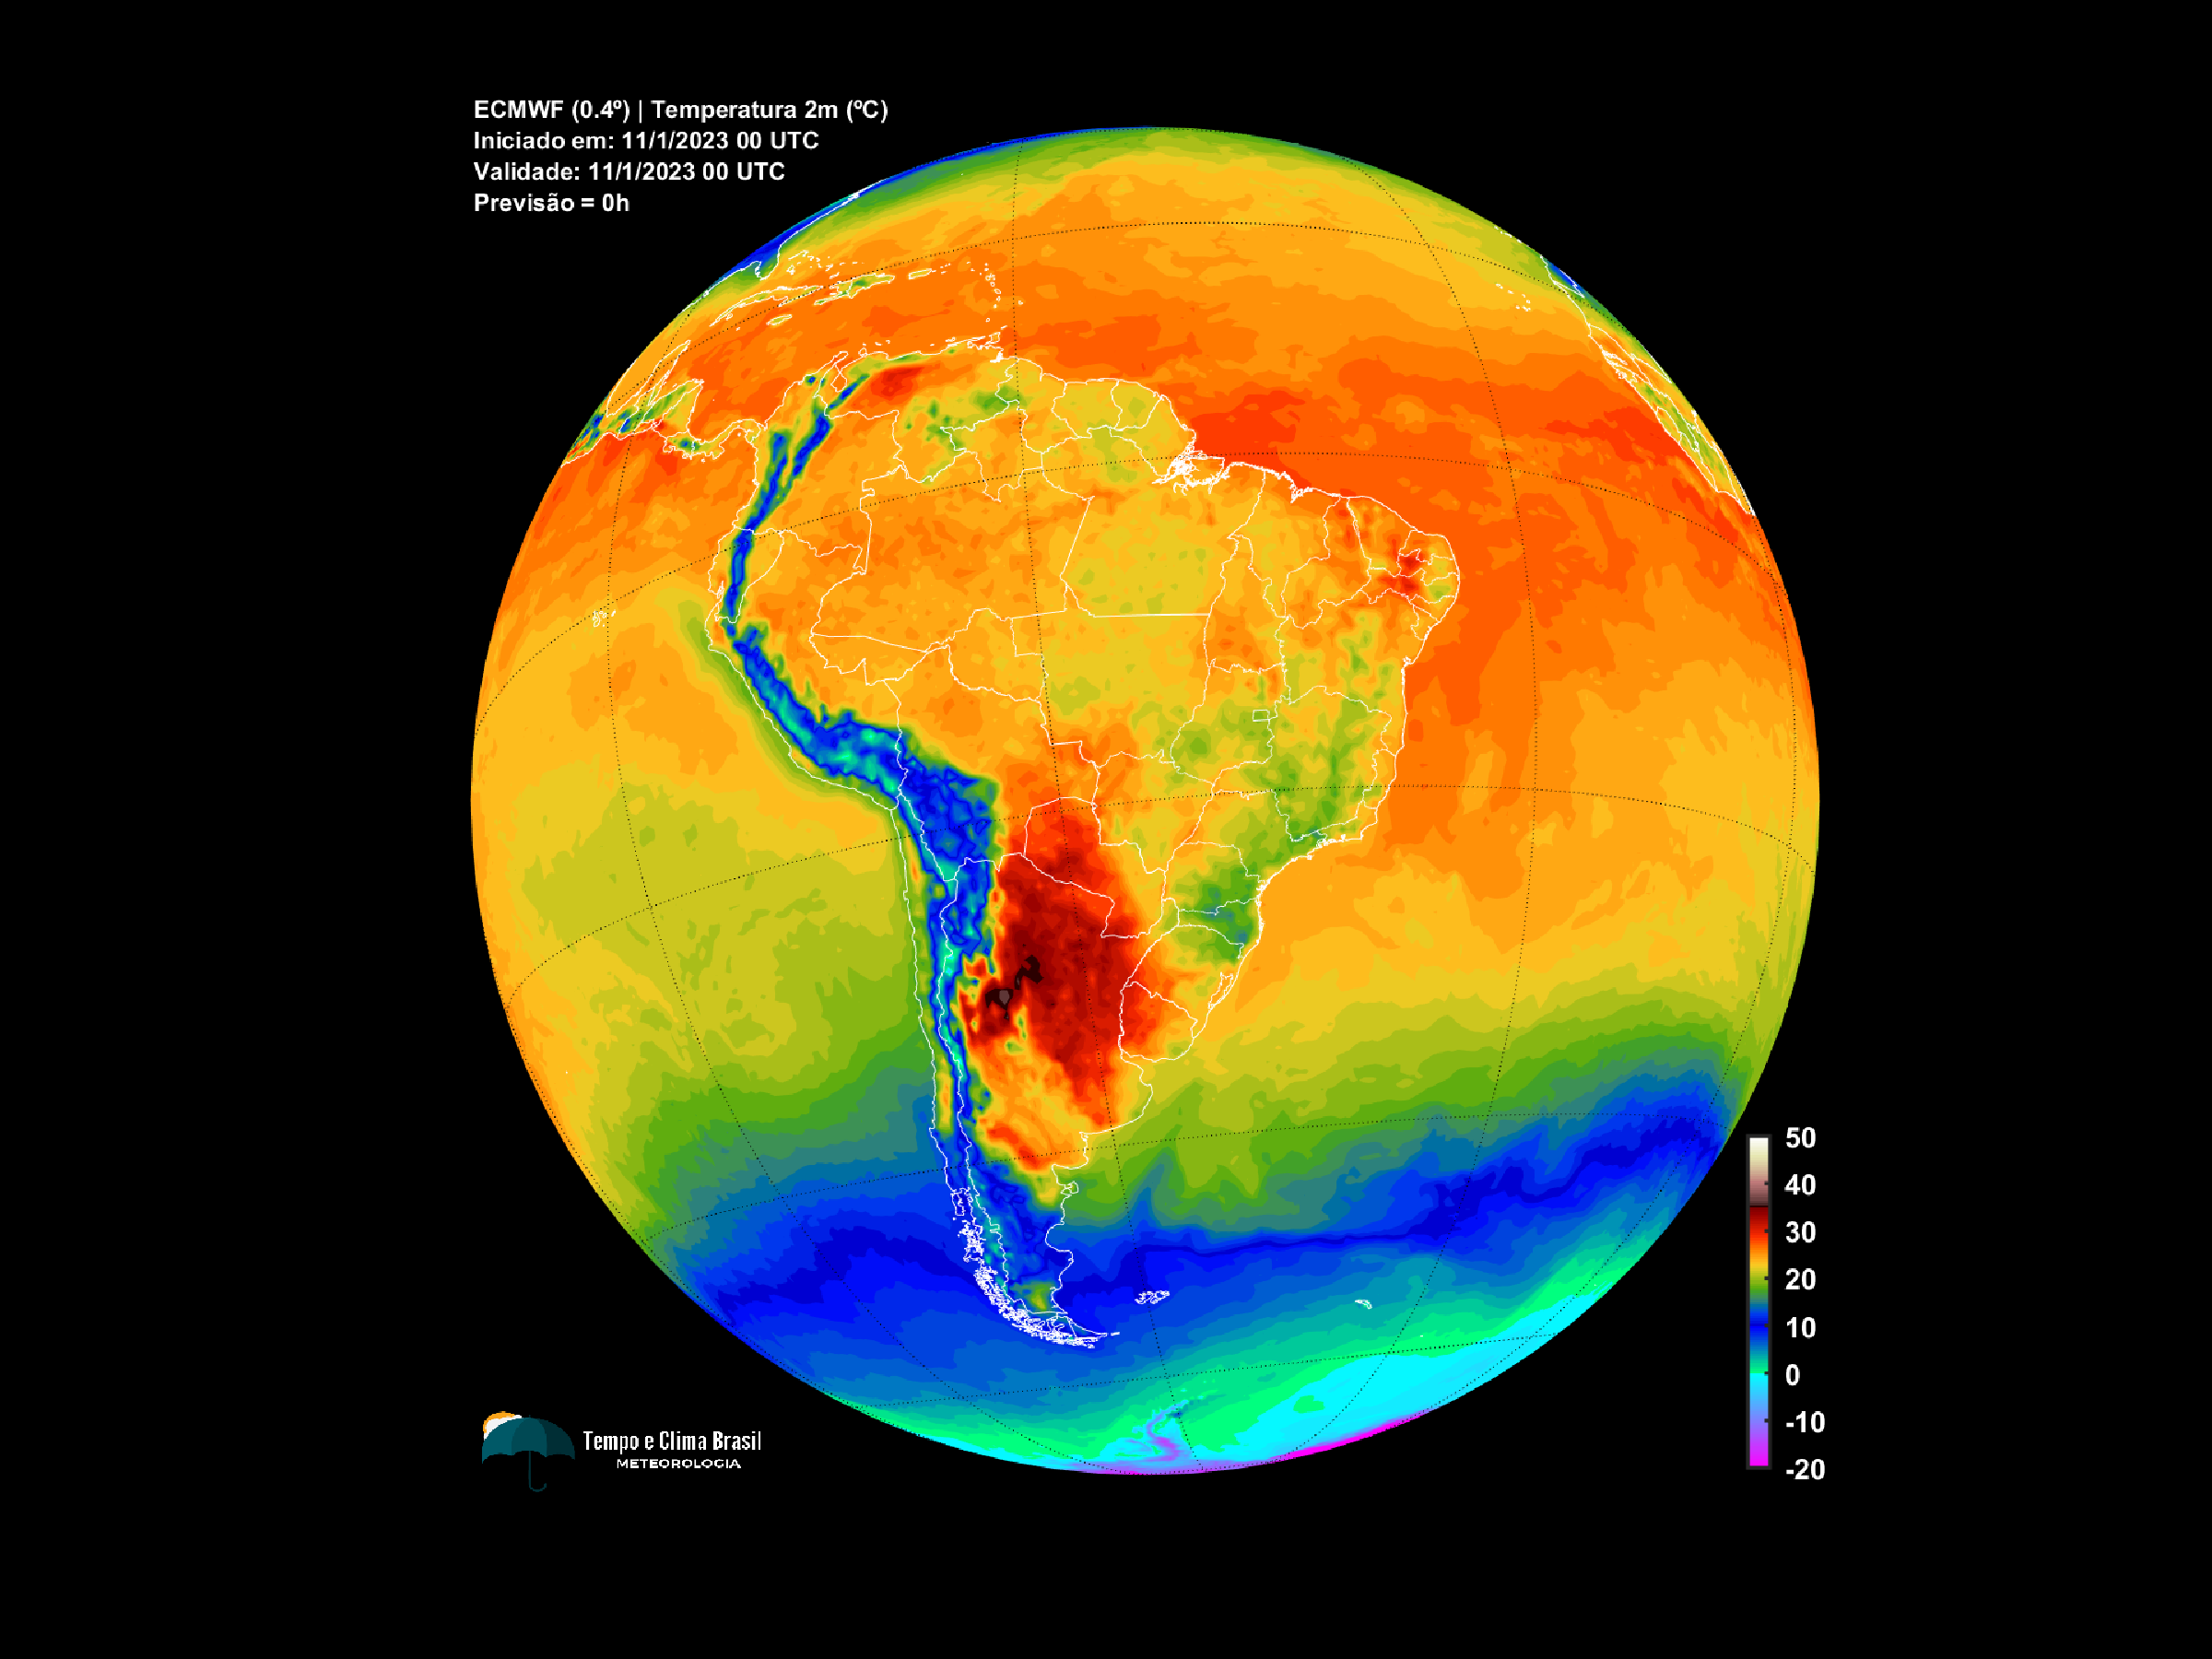 ECMWF (0.4º) | Temperatura 2m (ºC)
Iniciado em: 11/1/2023 00 UTC
Validade: 11/1/2023 00 UTC
Previsão = 0h
50
40
30
20
10
0
-10
-20
Tempo e Clima Brasil
METEOROLOGIA